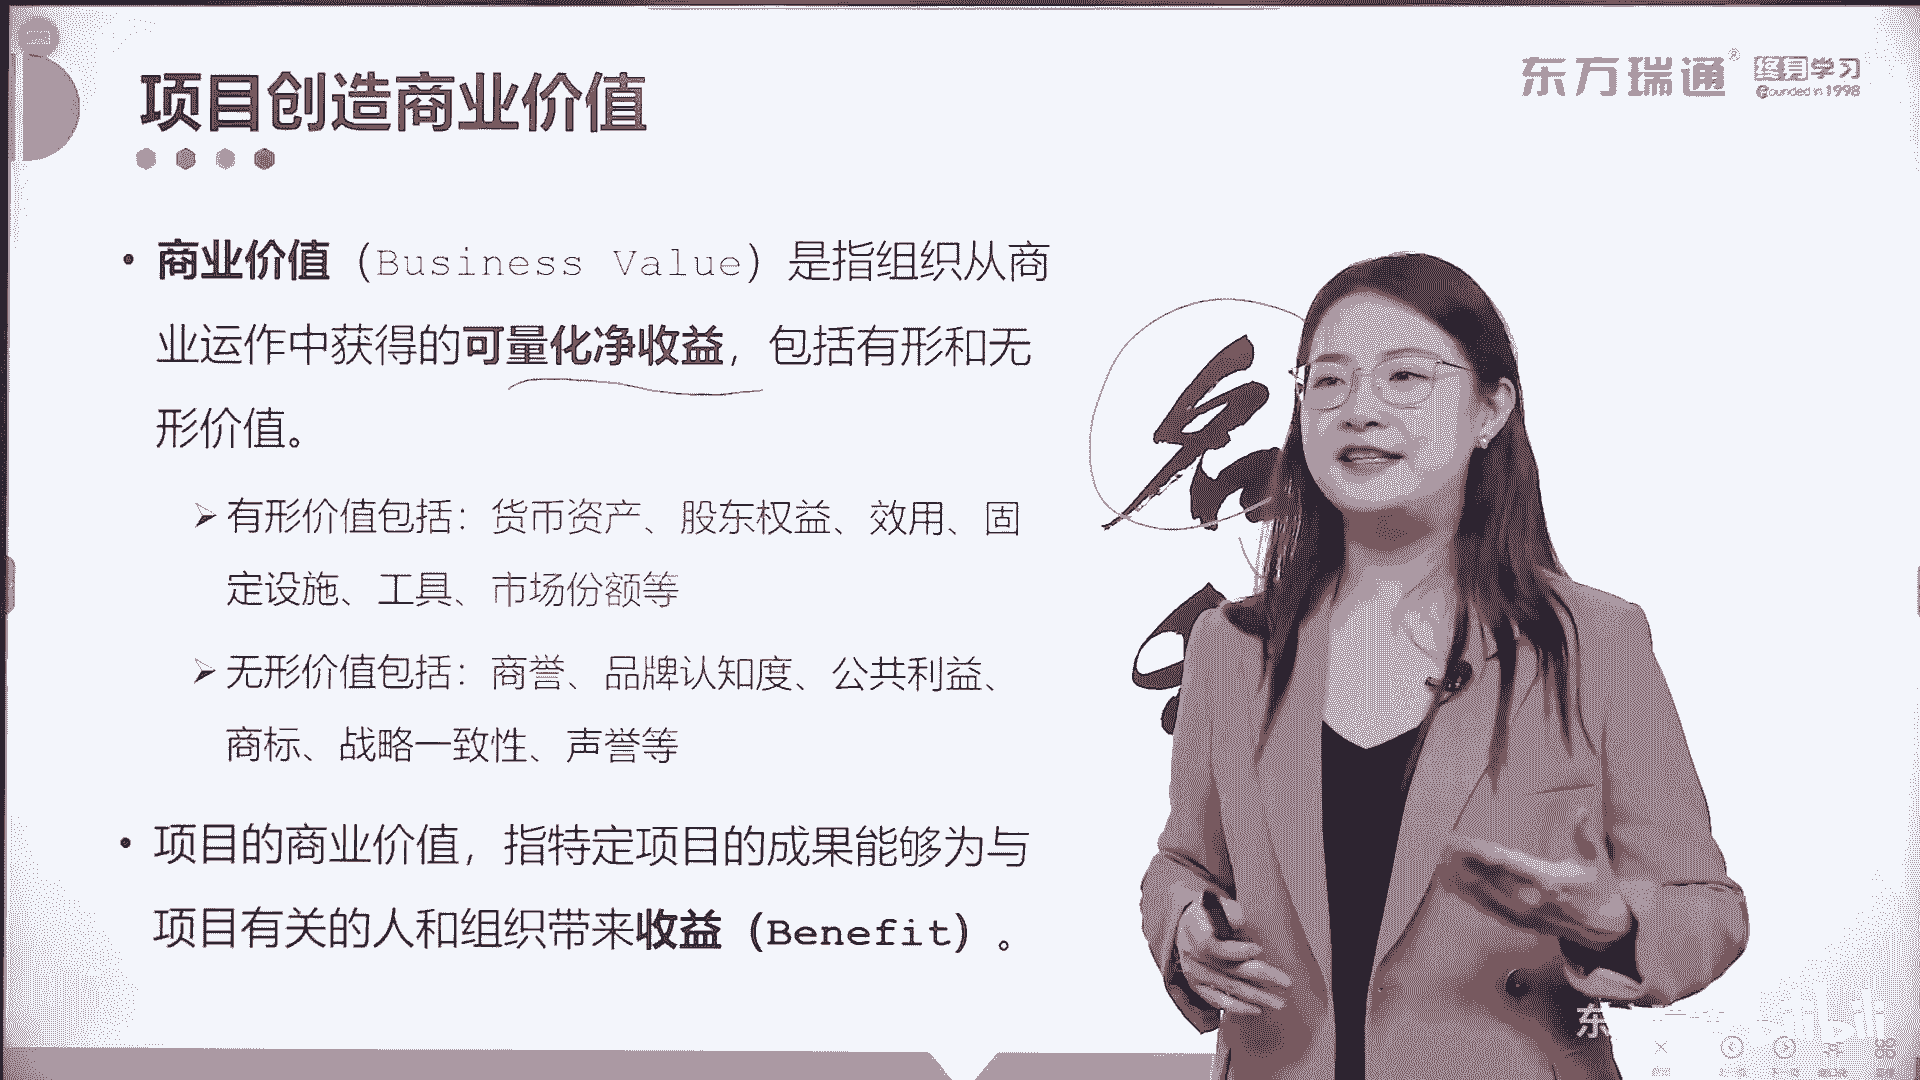 项目创造商业价值
东方瑞通®
终身学习
Founded in 1998
• 商业价值（Business Value）是指组织从商
业运作中获得的可量化净收益，包括有形和无
形价值。
➢ 有形价值包括：货币资产、股东权益、效用、固
定设施、工具、市场份额等
➢ 无形价值包括：商誉、品牌认知度、公共利益、
商标、战略一致性、声誉等
• 项目的商业价值，指特定项目的成果能够为与
项目有关的人和组织带来收益（Benefit）。
东
bilibili